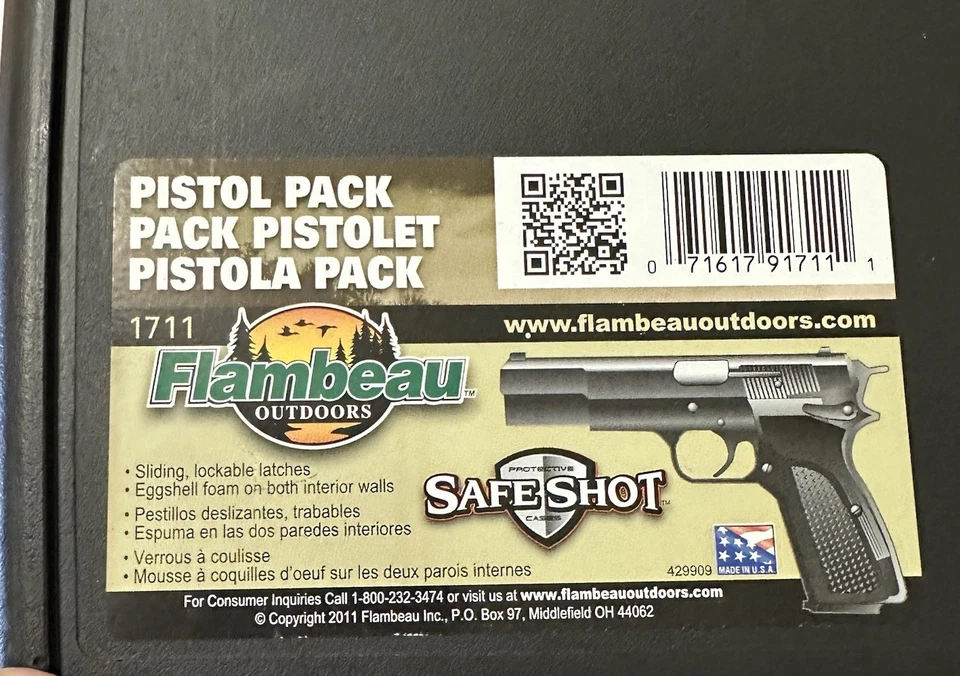 PISTOL PACK
PACK PISTOLET
PISTOLA PACK
0 71617 91711 1
1711
www.flambeauoutdoors.com
Flambeau™
OUTDOORS
PROTECTIVE
SAFE SHOT™
CASES
• Sliding, lockable latches
• Eggshell foam on both interior walls
• Pestillos deslizantes, trabables
• Espuma en las dos paredes interiores
• Verrous à coulisse
• Mousse à coquilles d'oeuf sur les deux parois internes
429909
MADE IN U.S.A.
For Consumer Inquiries Call 1-800-232-3474 or visit us at www.flambeauoutdoors.com
© Copyright 2011 Flambeau Inc., P.O. Box 97, Middlefield OH 44062